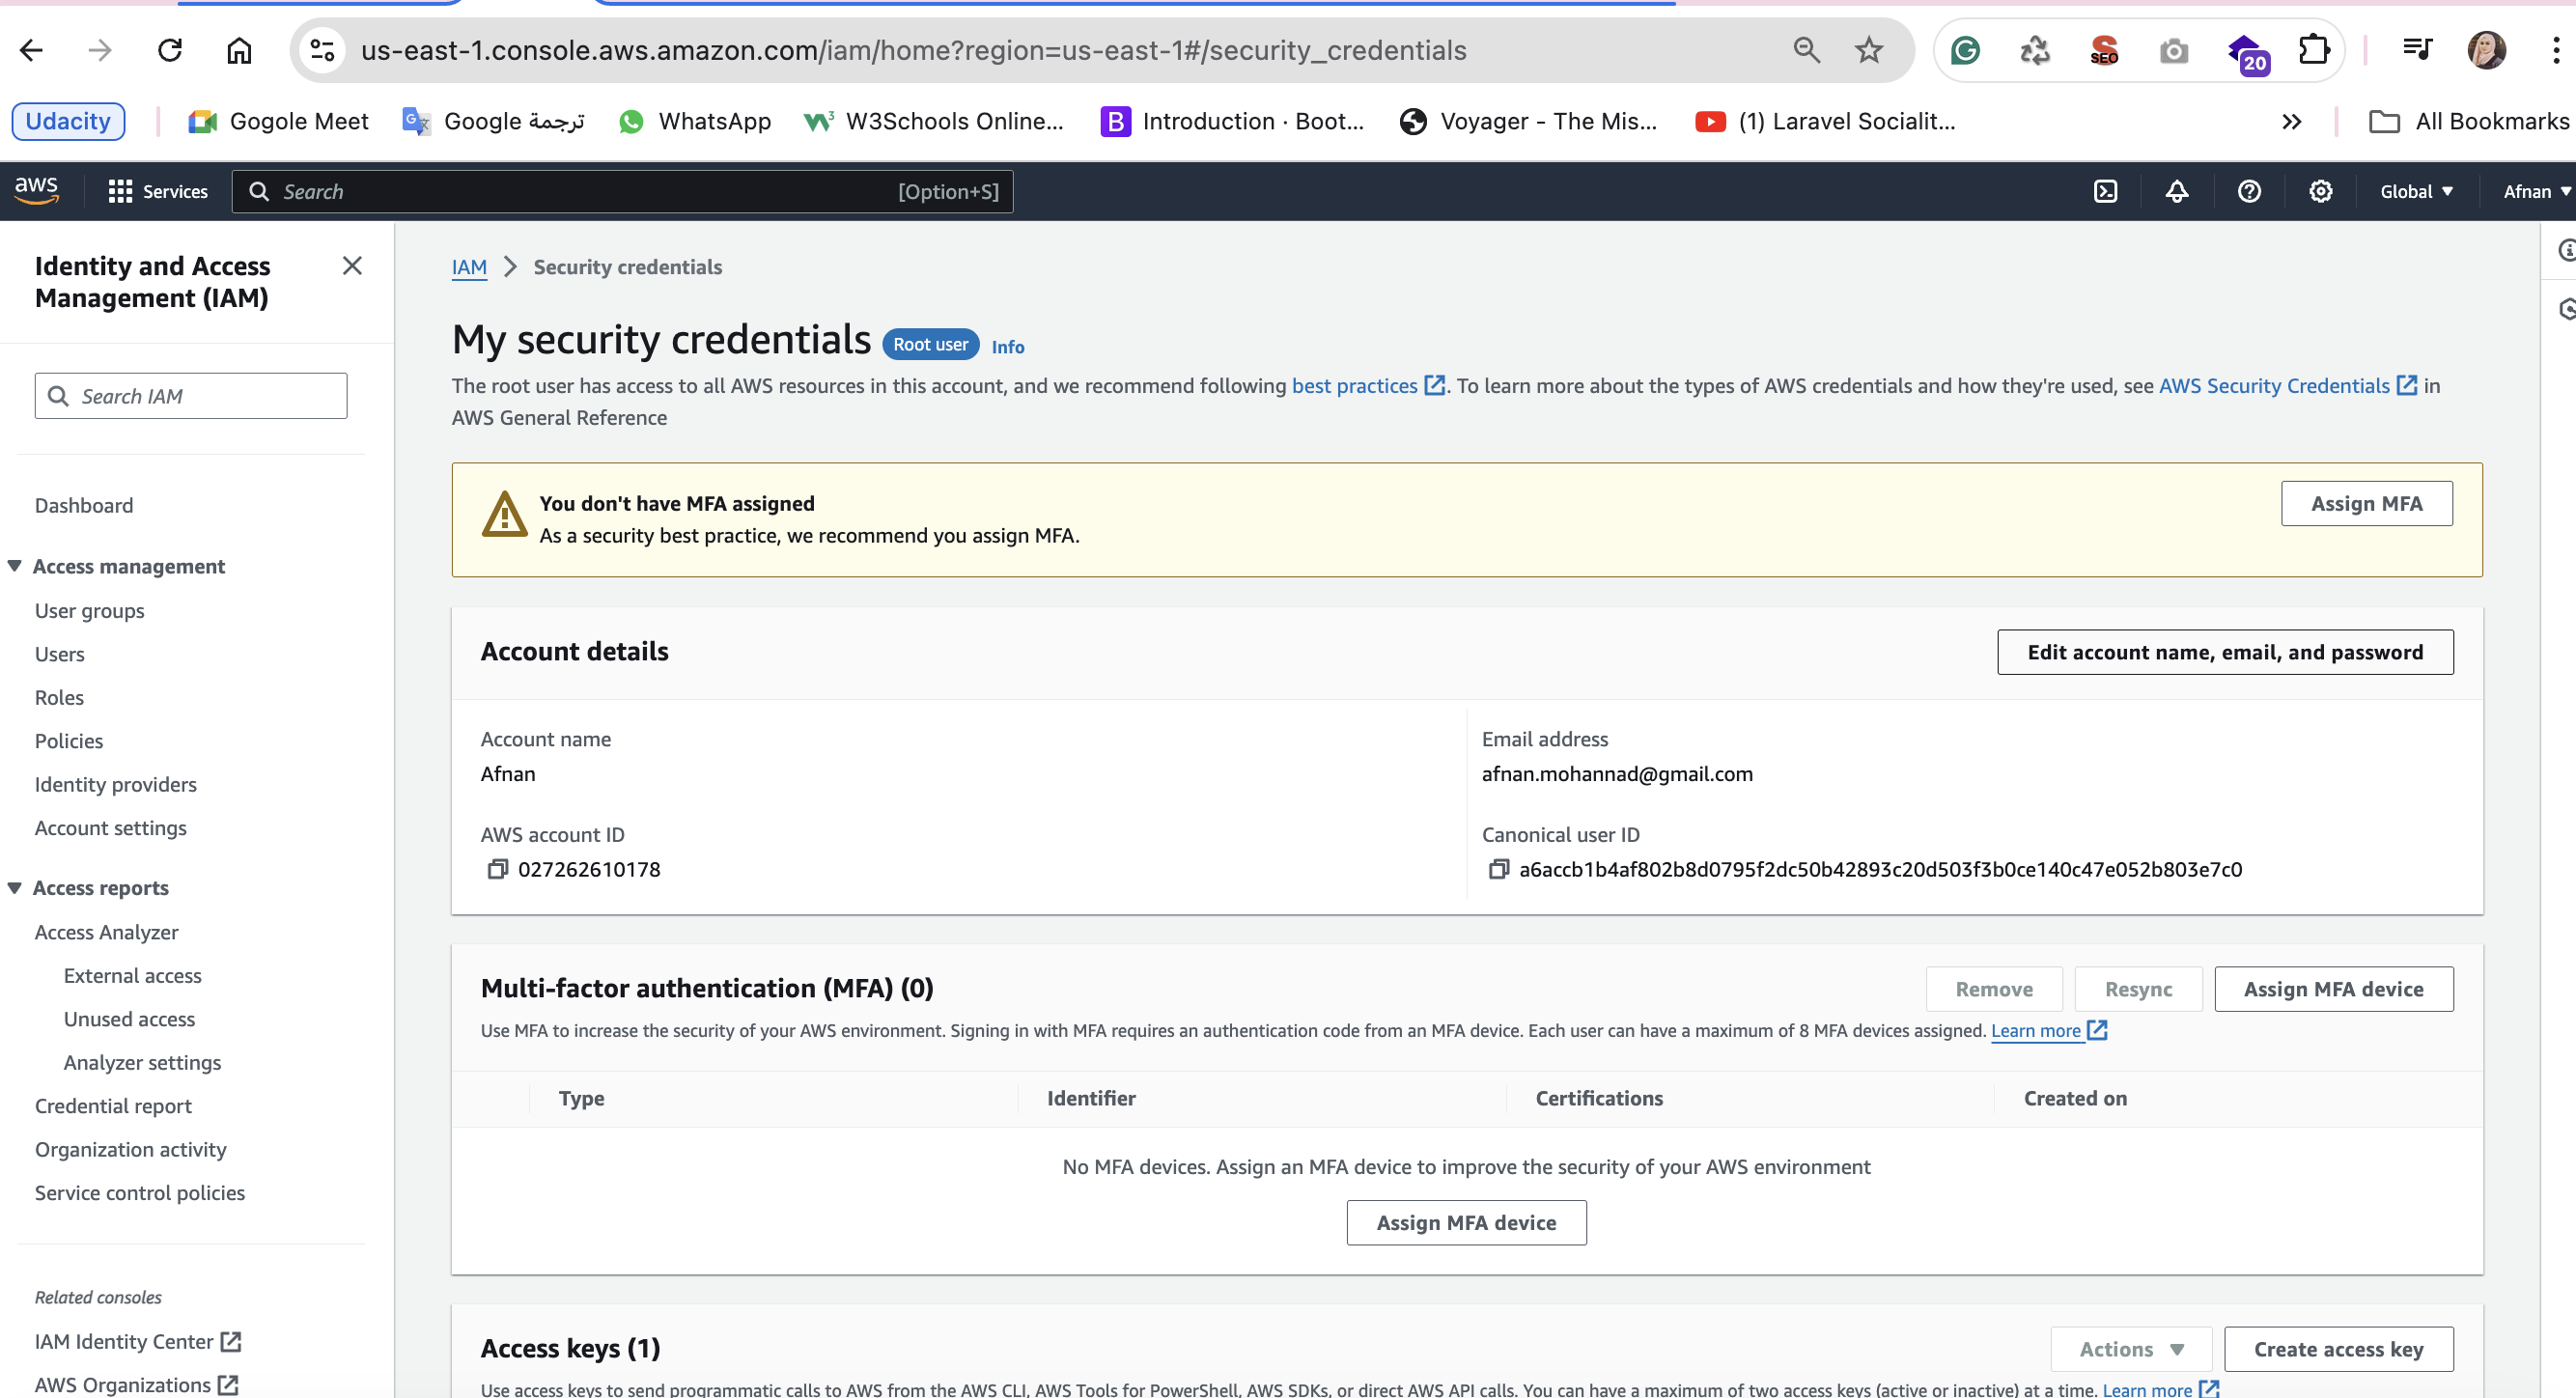 us-east-1.console.aws.amazon.com/iam/home?region=us-east-1#/security_credentials
SEO
20
Udacity
Gogole Meet
Google ترجمة
WhatsApp
W3Schools Online...
Introduction · Boot...
Voyager - The Mis...
(1) Laravel Socialit...
All Bookmarks
aws
Services
Search
[Option+S]
Global
Afnan
Identity and Access
Management (IAM)
Search IAM
Dashboard
Access management
User groups
Users
Roles
Policies
Identity providers
Account settings
Access reports
Access Analyzer
External access
Unused access
Analyzer settings
Credential report
Organization activity
Service control policies
Related consoles
IAM Identity Center
AWS Organizations
IAM > Security credentials
My security credentials Root user Info
The root user has access to all AWS resources in this account, and we recommend following best practices. To learn more about the types of AWS credentials and how they're used, see AWS Security Credentials in
AWS General Reference
You don't have MFA assigned
As a security best practice, we recommend you assign MFA.
Assign MFA
Account details
Edit account name, email, and password
Account name
Afnan
Email address
afnan.mohannad@gmail.com
AWS account ID
027262610178
Canonical user ID
a6accb1b4af802b8d0795f2dc50b42893c20d503f3b0ce140c47e052b803e7c0
Multi-factor authentication (MFA) (0)
Remove
Resync
Assign MFA device
Use MFA to increase the security of your AWS environment. Signing in with MFA requires an authentication code from an MFA device. Each user can have a maximum of 8 MFA devices assigned. Learn more
Type
Identifier
Certifications
Created on
No MFA devices. Assign an MFA device to improve the security of your AWS environment
Assign MFA device
Access keys (1)
Actions
Create access key
Use access keys to send programmatic calls to AWS from the AWS CLI, AWS Tools for PowerShell, AWS SDKs, or direct AWS API calls. You can have a maximum of two access keys (active or inactive) at a time. Learn more